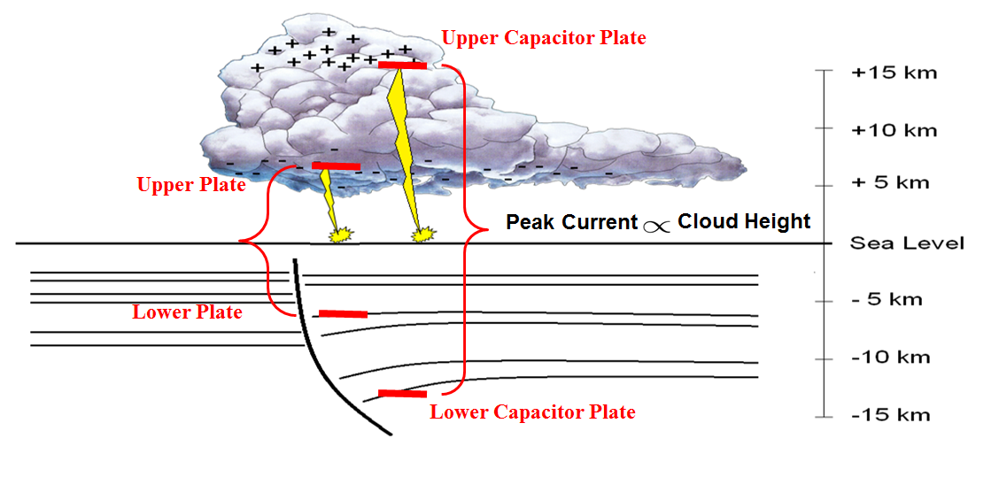 Upper Capacitor Plate
+15 km
+10 km
Upper Plate
+ 5 km
Peak Current ∝ Cloud Height
Sea Level
- 5 km
Lower Plate
-10 km
Lower Capacitor Plate
-15 km